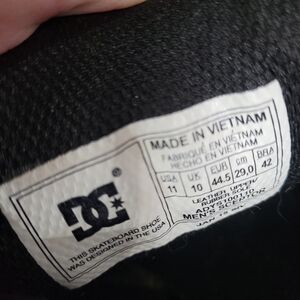 DC
THIS SKATEBOARD SHOE
WAS DESIGNED IN THE USA
MADE IN VIETNAM
FABRIQUÉ EN VIETNAM
HECHO EN VIETNAM
USA UK EUR cm BRA
11 10 44.5 29,0 42
LEATHER UPPER
RUBBER SOLE
MEN'S